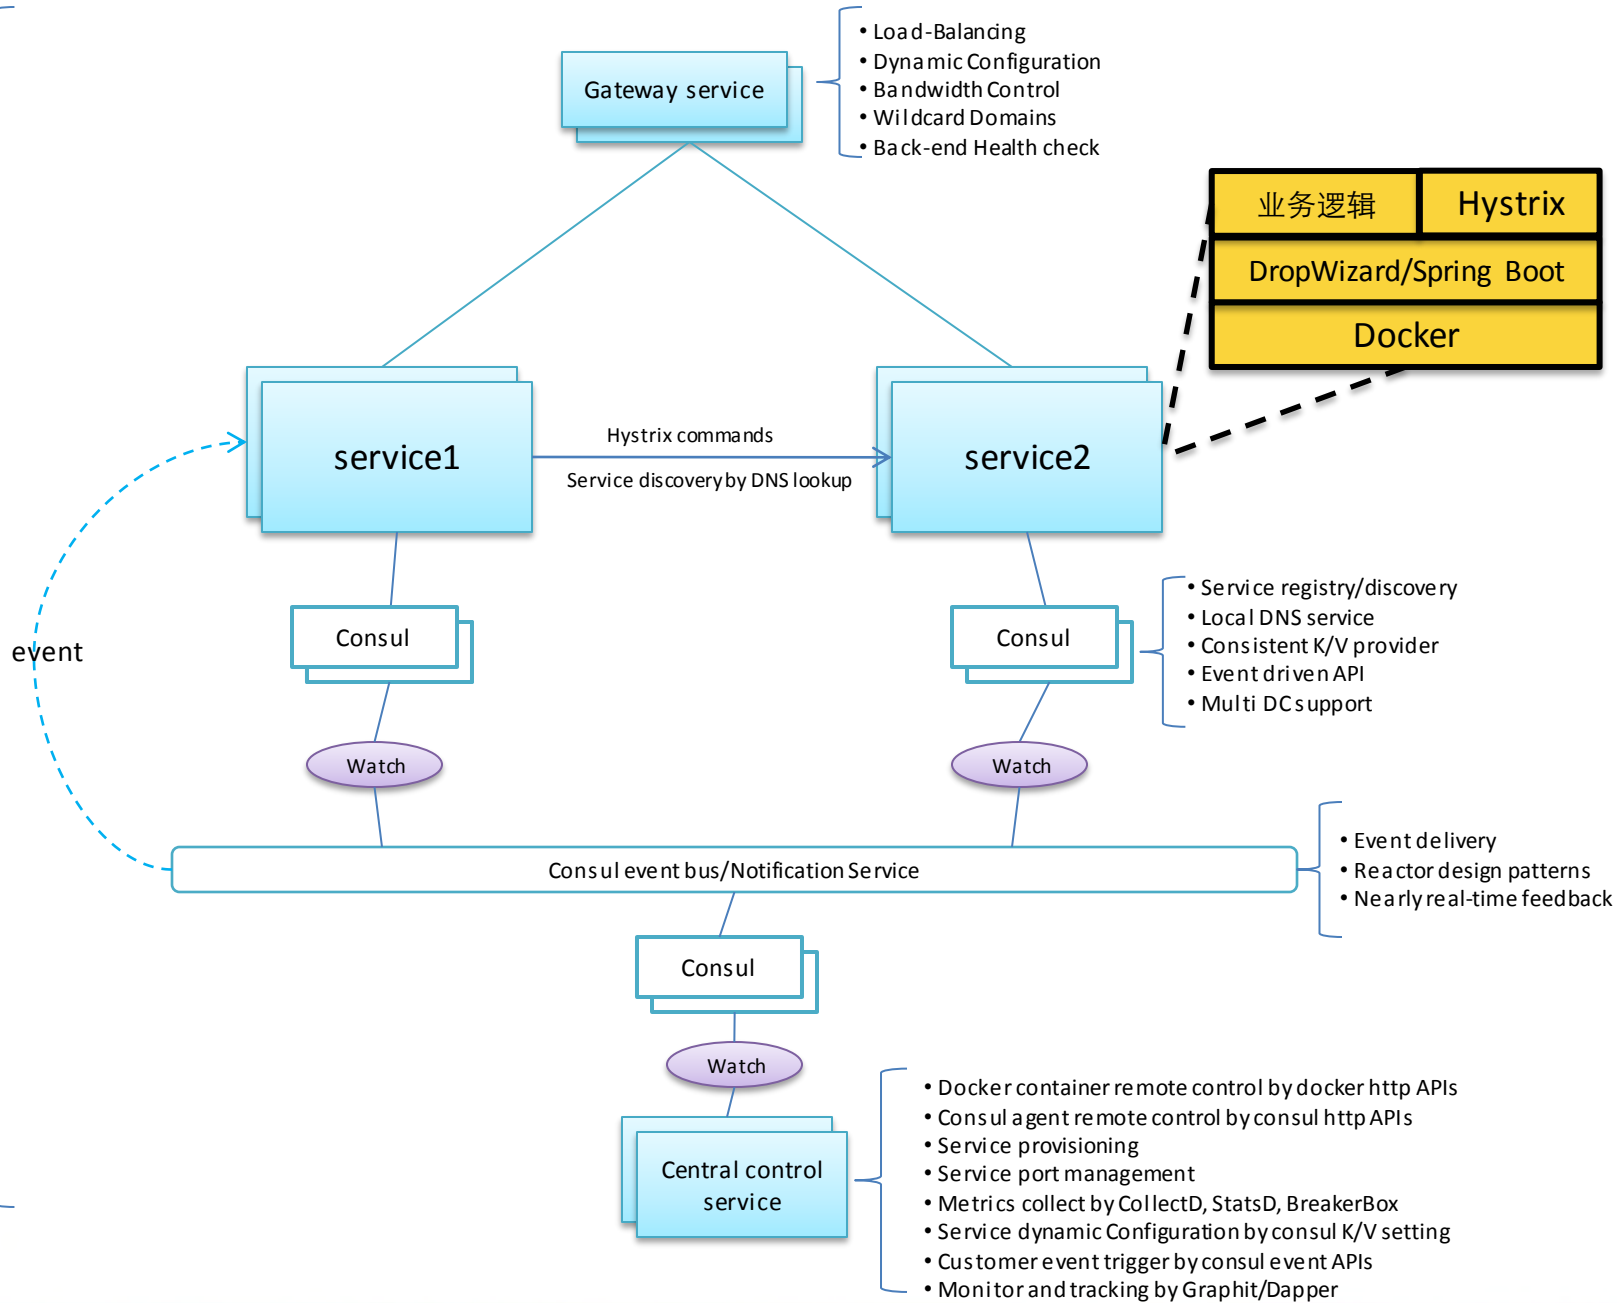 Gateway service
• Load-Balancing
• Dynamic Configuration
• Bandwidth Control
• Wildcard Domains
• Back-end Health check
业务逻辑
Hystrix
DropWizard/Spring Boot
Docker
service1
Hystrix commands
Service discovery by DNS lookup
service2
event
Consul
Consul
• Service registry/discovery
• Local DNS service
• Consistent K/V provider
• Event driven API
• Multi DC support
Watch
Watch
Consul event bus/Notification Service
• Event delivery
• Reactor design patterns
• Nearly real-time feedback
Consul
Watch
Central control
service
• Docker container remote control by docker http APIs
• Consul agent remote control by consul http APIs
• Service provisioning
• Service port management
• Metrics collect by CollectD, StatsD, BreakerBox
• Service dynamic Configuration by consul K/V setting
• Customer event trigger by consul event APIs
• Monitor and tracking by Graphit/Dapper